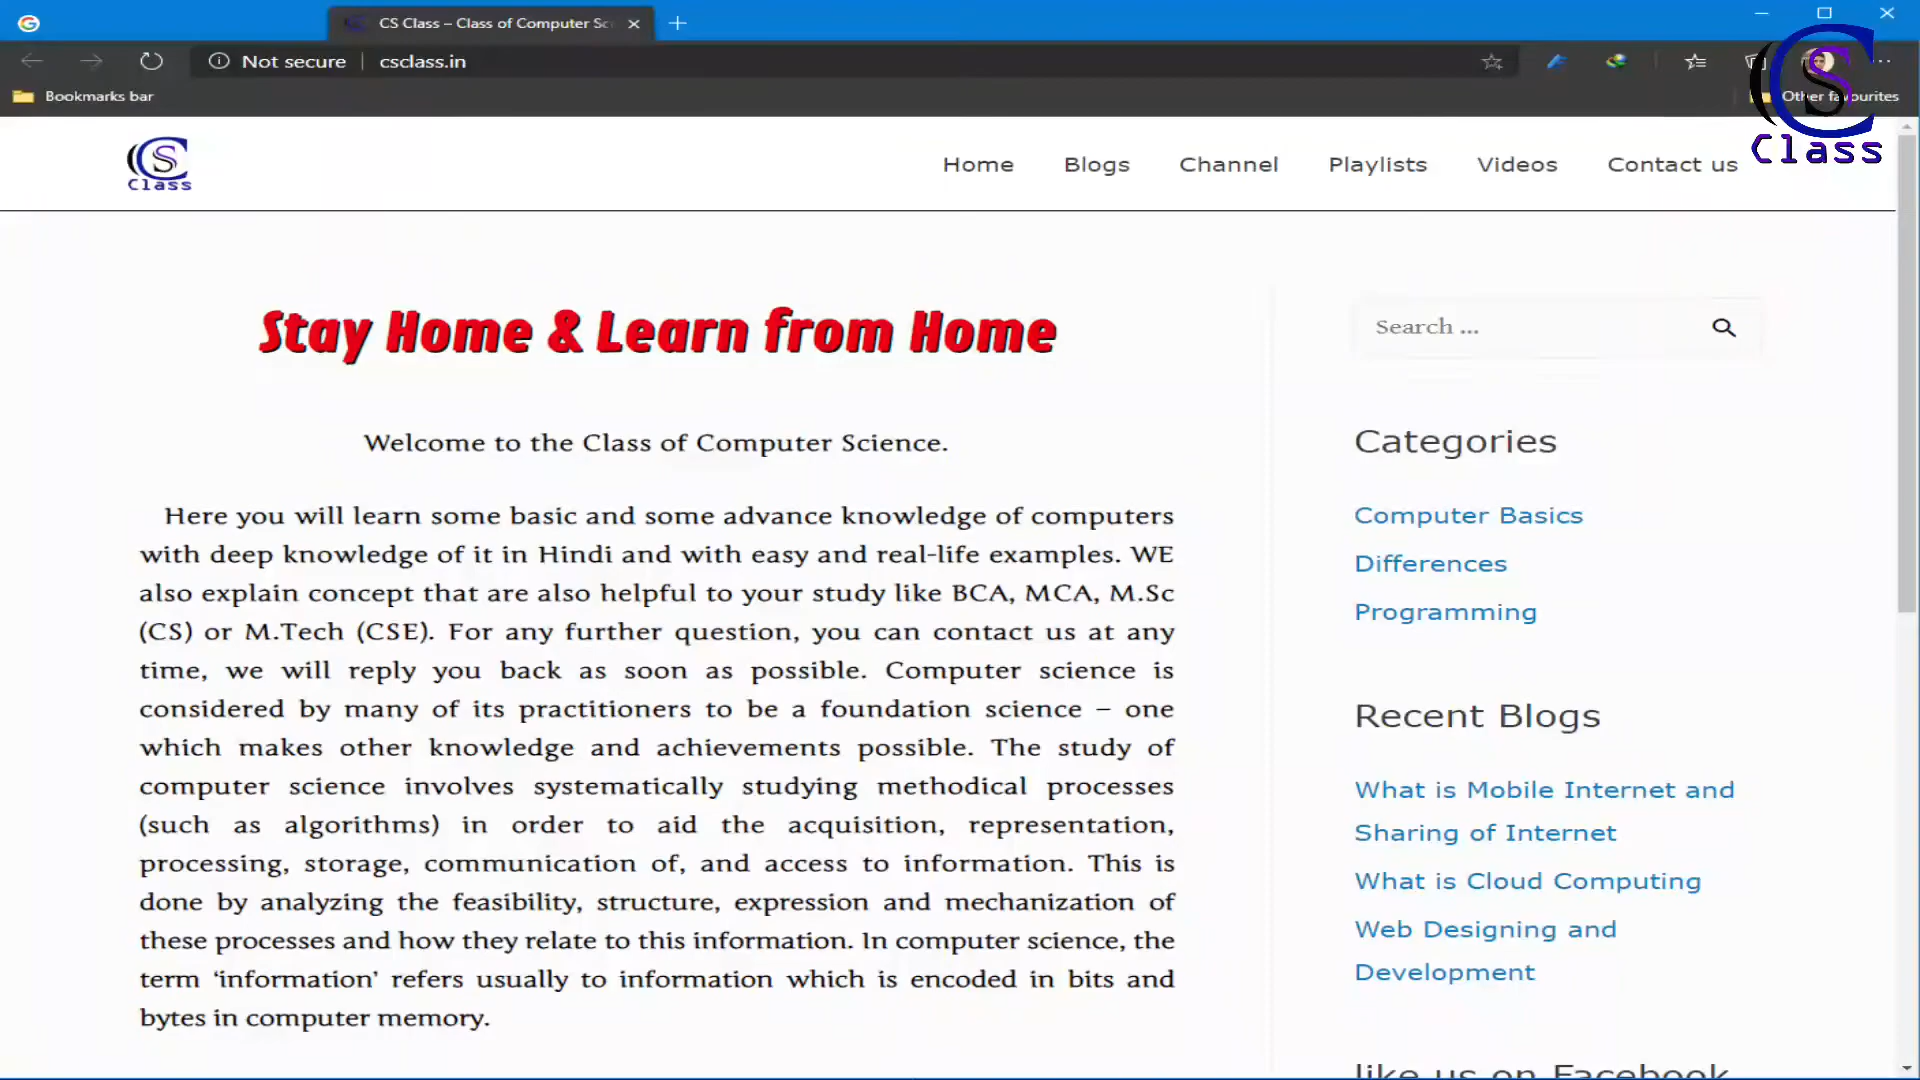 CS Class – Class of Computer Sc
Not secure
csclass.in
Bookmarks bar
Other favourites
CS
Class
CS
Class
Home
Blogs
Channel
Playlists
Videos
Contact us
Stay Home & Learn from Home
Welcome to the Class of Computer Science.
Here you will learn some basic and some advance knowledge of computers
with deep knowledge of it in Hindi and with easy and real-life examples. WE
also explain concept that are also helpful to your study like BCA, MCA, M.Sc
(CS) or M.Tech (CSE). For any further question, you can contact us at any
time, we will reply you back as soon as possible. Computer science is
considered by many of its practitioners to be a foundation science – one
which makes other knowledge and achievements possible. The study of
computer science involves systematically studying methodical processes
(such as algorithms) in order to aid the acquisition, representation,
processing, storage, communication of, and access to information. This is
done by analyzing the feasibility, structure, expression and mechanization of
these processes and how they relate to this information. In computer science, the
term ‘information’ refers usually to information which is encoded in bits and
bytes in computer memory.
Search ...
Categories
Computer Basics
Differences
Programming
Recent Blogs
What is Mobile Internet and
Sharing of Internet
What is Cloud Computing
Web Designing and
Development
like us on Facebook